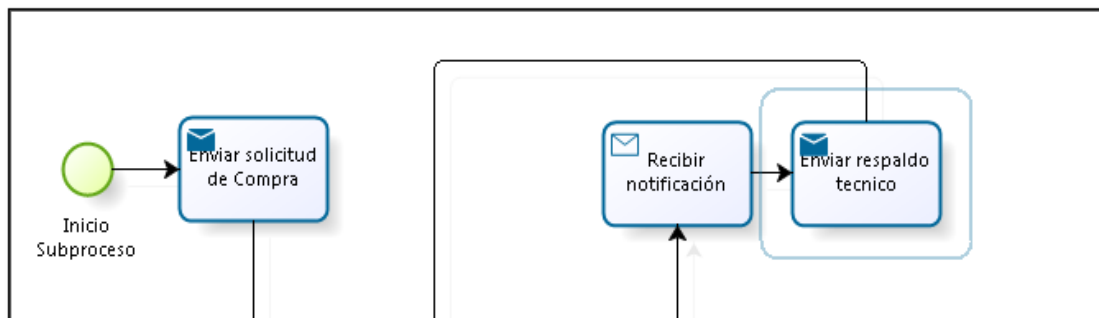 Enviar solicitud
de Compra
Inicio
Subproceso
Recibir
notificación
Enviar respaldo
tecnico